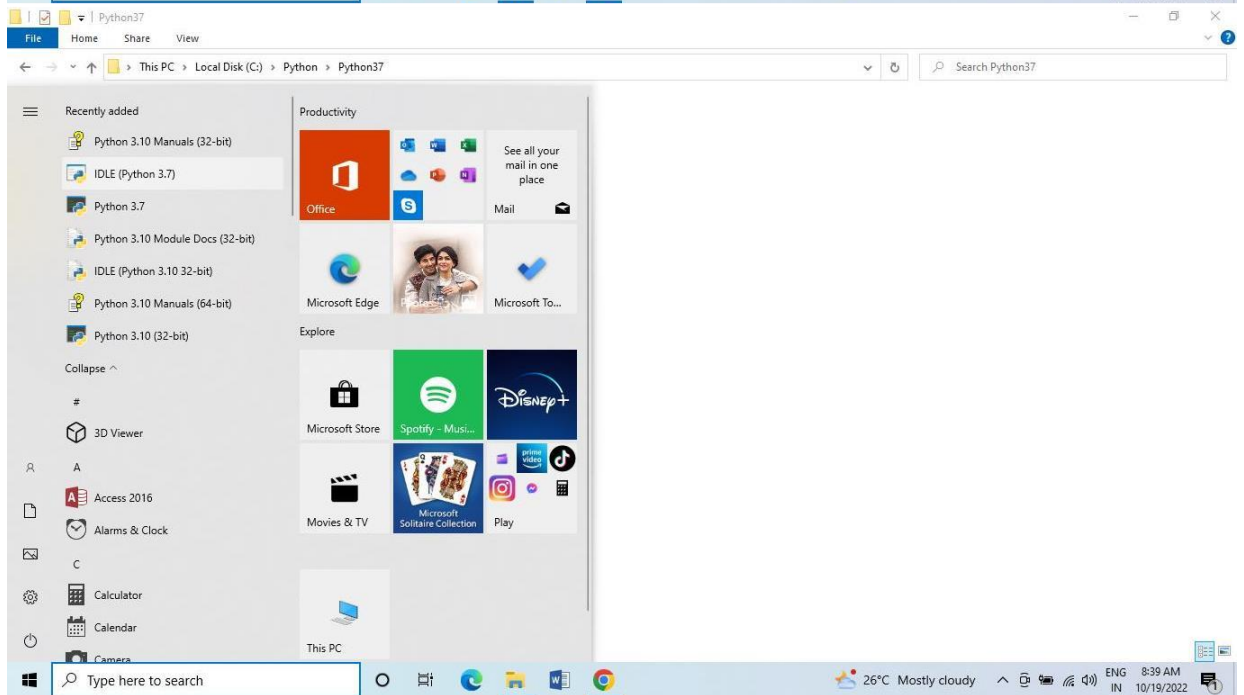 Python37
File Home Share View
This PC > Local Disk (C:) > Python > Python37
Search Python37
Recently added
Python 3.10 Manuals (32-bit)
IDLE (Python 3.7)
Python 3.7
Python 3.10 Module Docs (32-bit)
IDLE (Python 3.10 32-bit)
Python 3.10 Manuals (64-bit)
Python 3.10 (32-bit)
Collapse
#
3D Viewer
A
Access 2016
Alarms & Clock
C
Calculator
Calendar
Camera
Productivity
Office
See all your
mail in one
place
Mail
Microsoft Edge
Microsoft To...
Explore
Microsoft Store
Spotify - Musi...
Disney+
Movies & TV
Microsoft
Solitaire Collection
prime
video
Play
This PC
Type here to search
26°C Mostly cloudy
ENG
IN
8:39 AM
10/19/2022